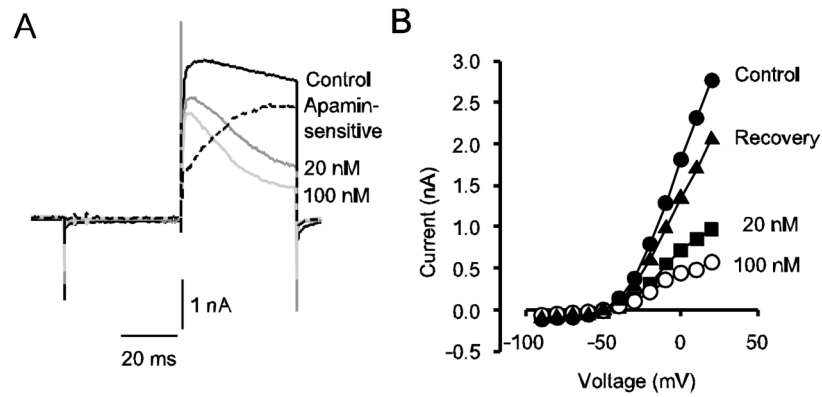 A
Control
Apamin-
sensitive
20 nM
100 nM
1 nA
20 ms
B
3.0
2.5
2.0
1.5
1.0
0.5
0.0
−0.5
Current (nA)
−100
−50
0
50
Voltage (mV)
Control
Recovery
20 nM
100 nM